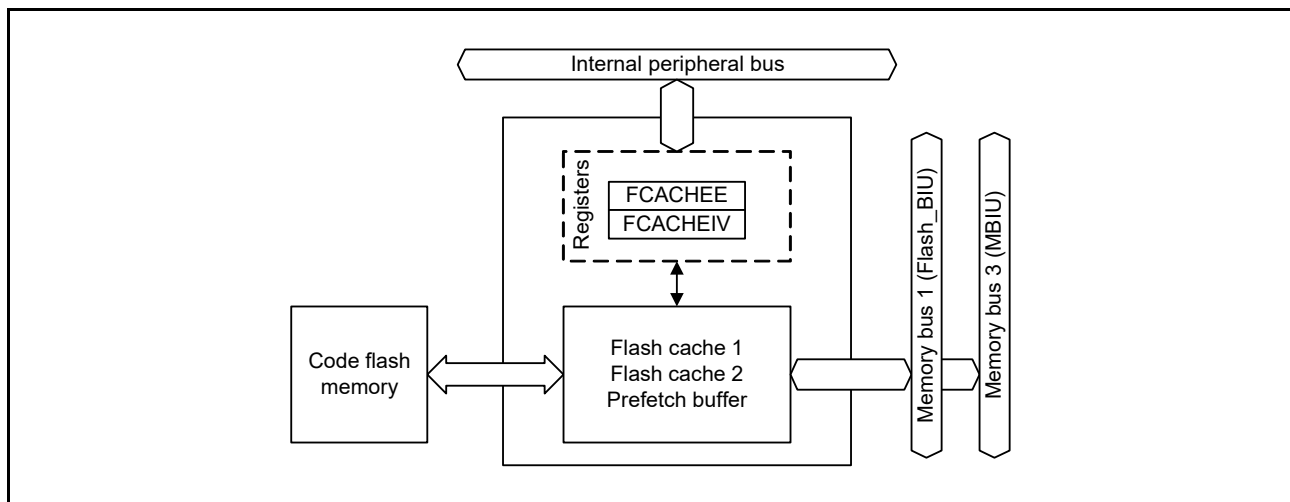 Internal peripheral bus
Registers
FCACHEE
FCACHEIV
Code flash
memory
Flash cache 1
Flash cache 2
Prefetch buffer
Memory bus 1 (Flash_BIU)
Memory bus 3 (MBIU)